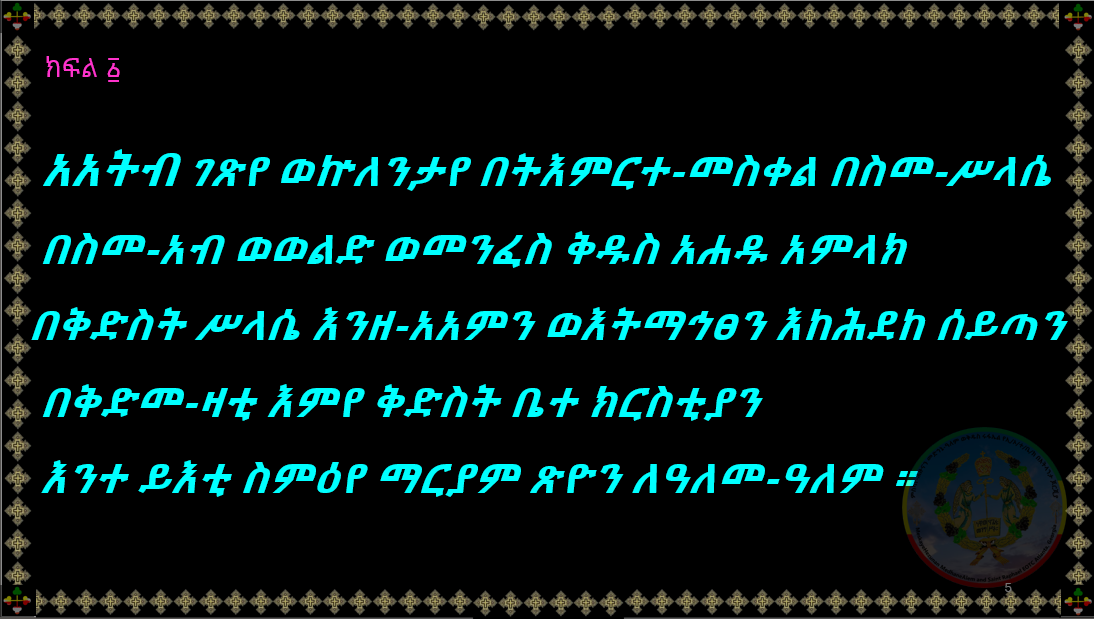 ክፍል ፩
አአትብ ገጽየ ወኵለንታየ በትእምርተ-መስቀል በስመ-ሥላሴ
በስመ-አብ ወወልድ ወመንፈስ ቅዱስ አሐዱ አምላክ
በቅድስት ሥላሴ እንዘ-አአምን ወእትማኅፀን እክሕደከ ሰይጣን
በቅድመ-ዛቲ እምየ ቅድስት ቤተ ክርስቲያን
እንተ ይእቲ ስምዕየ ማርያም ጽዮን ለዓለመ-ዓለም ።
5